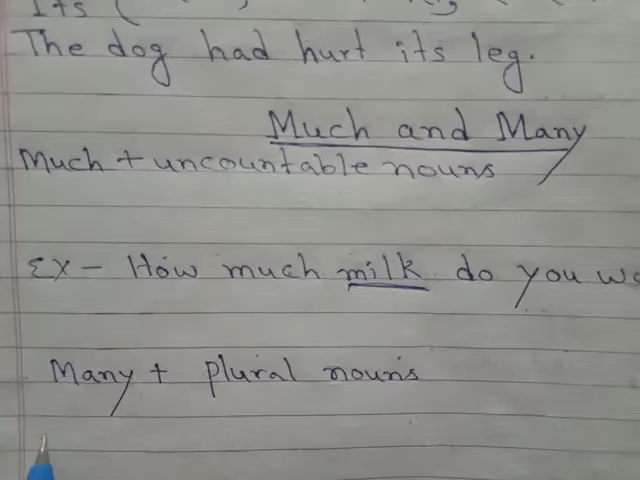 Its (
The dog had hurt its leg.
Much and Many
Much + uncountable nouns
Ex - How much milk do you
Many + plural nouns